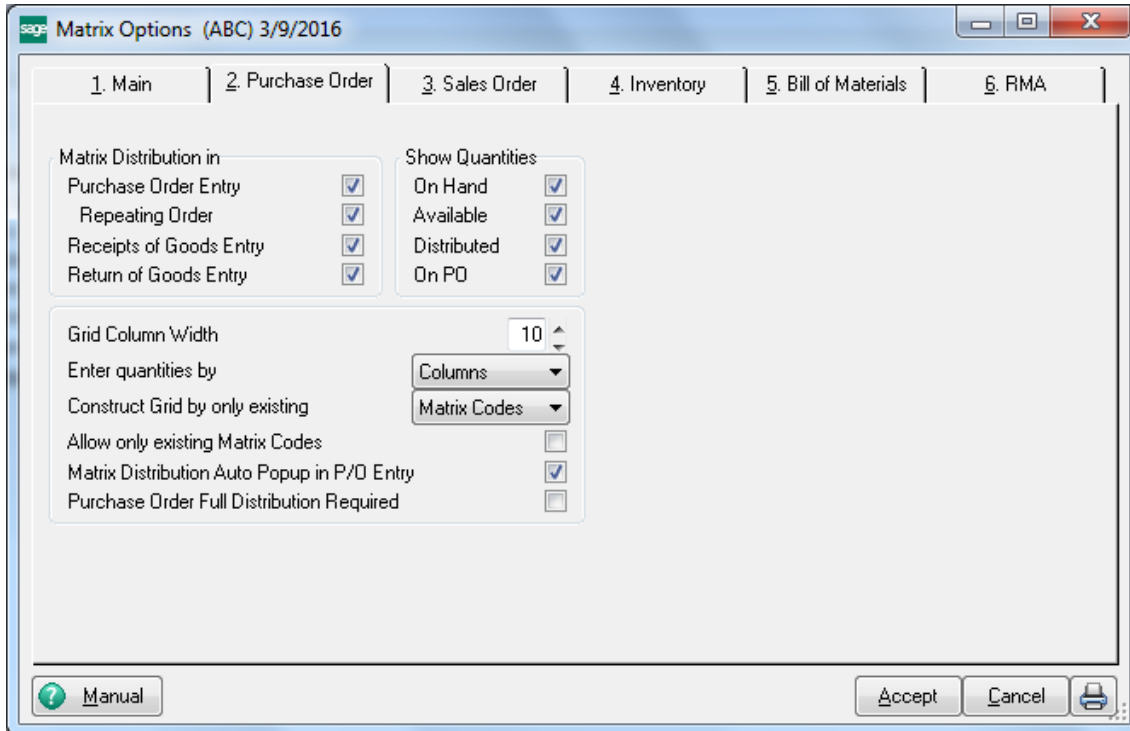 sage Matrix Options (ABC) 3/9/2016
1. Main 2. Purchase Order 3. Sales Order 4. Inventory 5. Bill of Materials 6. RMA
Matrix Distribution in
Purchase Order Entry
Repeating Order
Receipts of Goods Entry
Return of Goods Entry
Show Quantities
On Hand
Available
Distributed
On PO
Grid Column Width 10
Enter quantities by Columns
Construct Grid by only existing Matrix Codes
Allow only existing Matrix Codes
Matrix Distribution Auto Popup in P/O Entry
Purchase Order Full Distribution Required
? Manual Accept Cancel